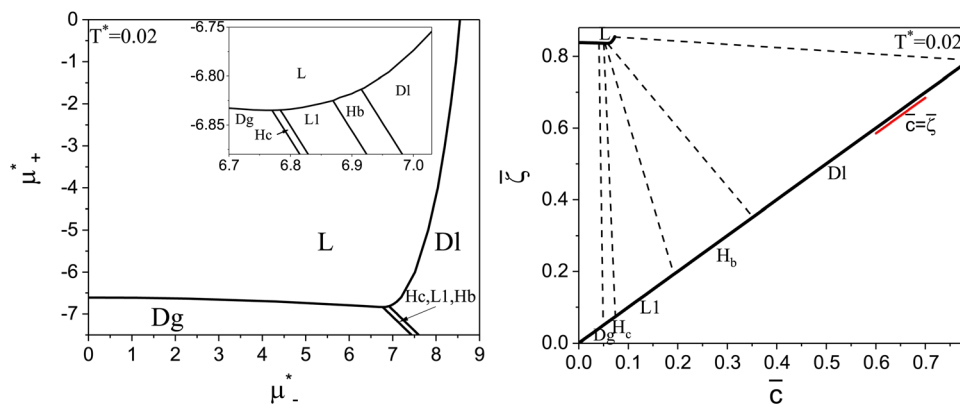 T*=0.02
0
-1
-2
-3
-4
-5
-6
-7
μ*+
0 1 2 3 4 5 6 7 8 9
μ*-
L
Dl
Dg
Hc,L1,Hb
-6.75
-6.80
-6.85
6.7 6.8 6.9 7.0
L
Dg
Hc
L1
Hb
Dl
T*=0.02
L
0.8
0.6
0.4
0.2
0.0
ζ̄
0.0 0.1 0.2 0.3 0.4 0.5 0.6 0.7
c̄
c̄=ζ̄
Dl
Hb
L1
Hc
Dg